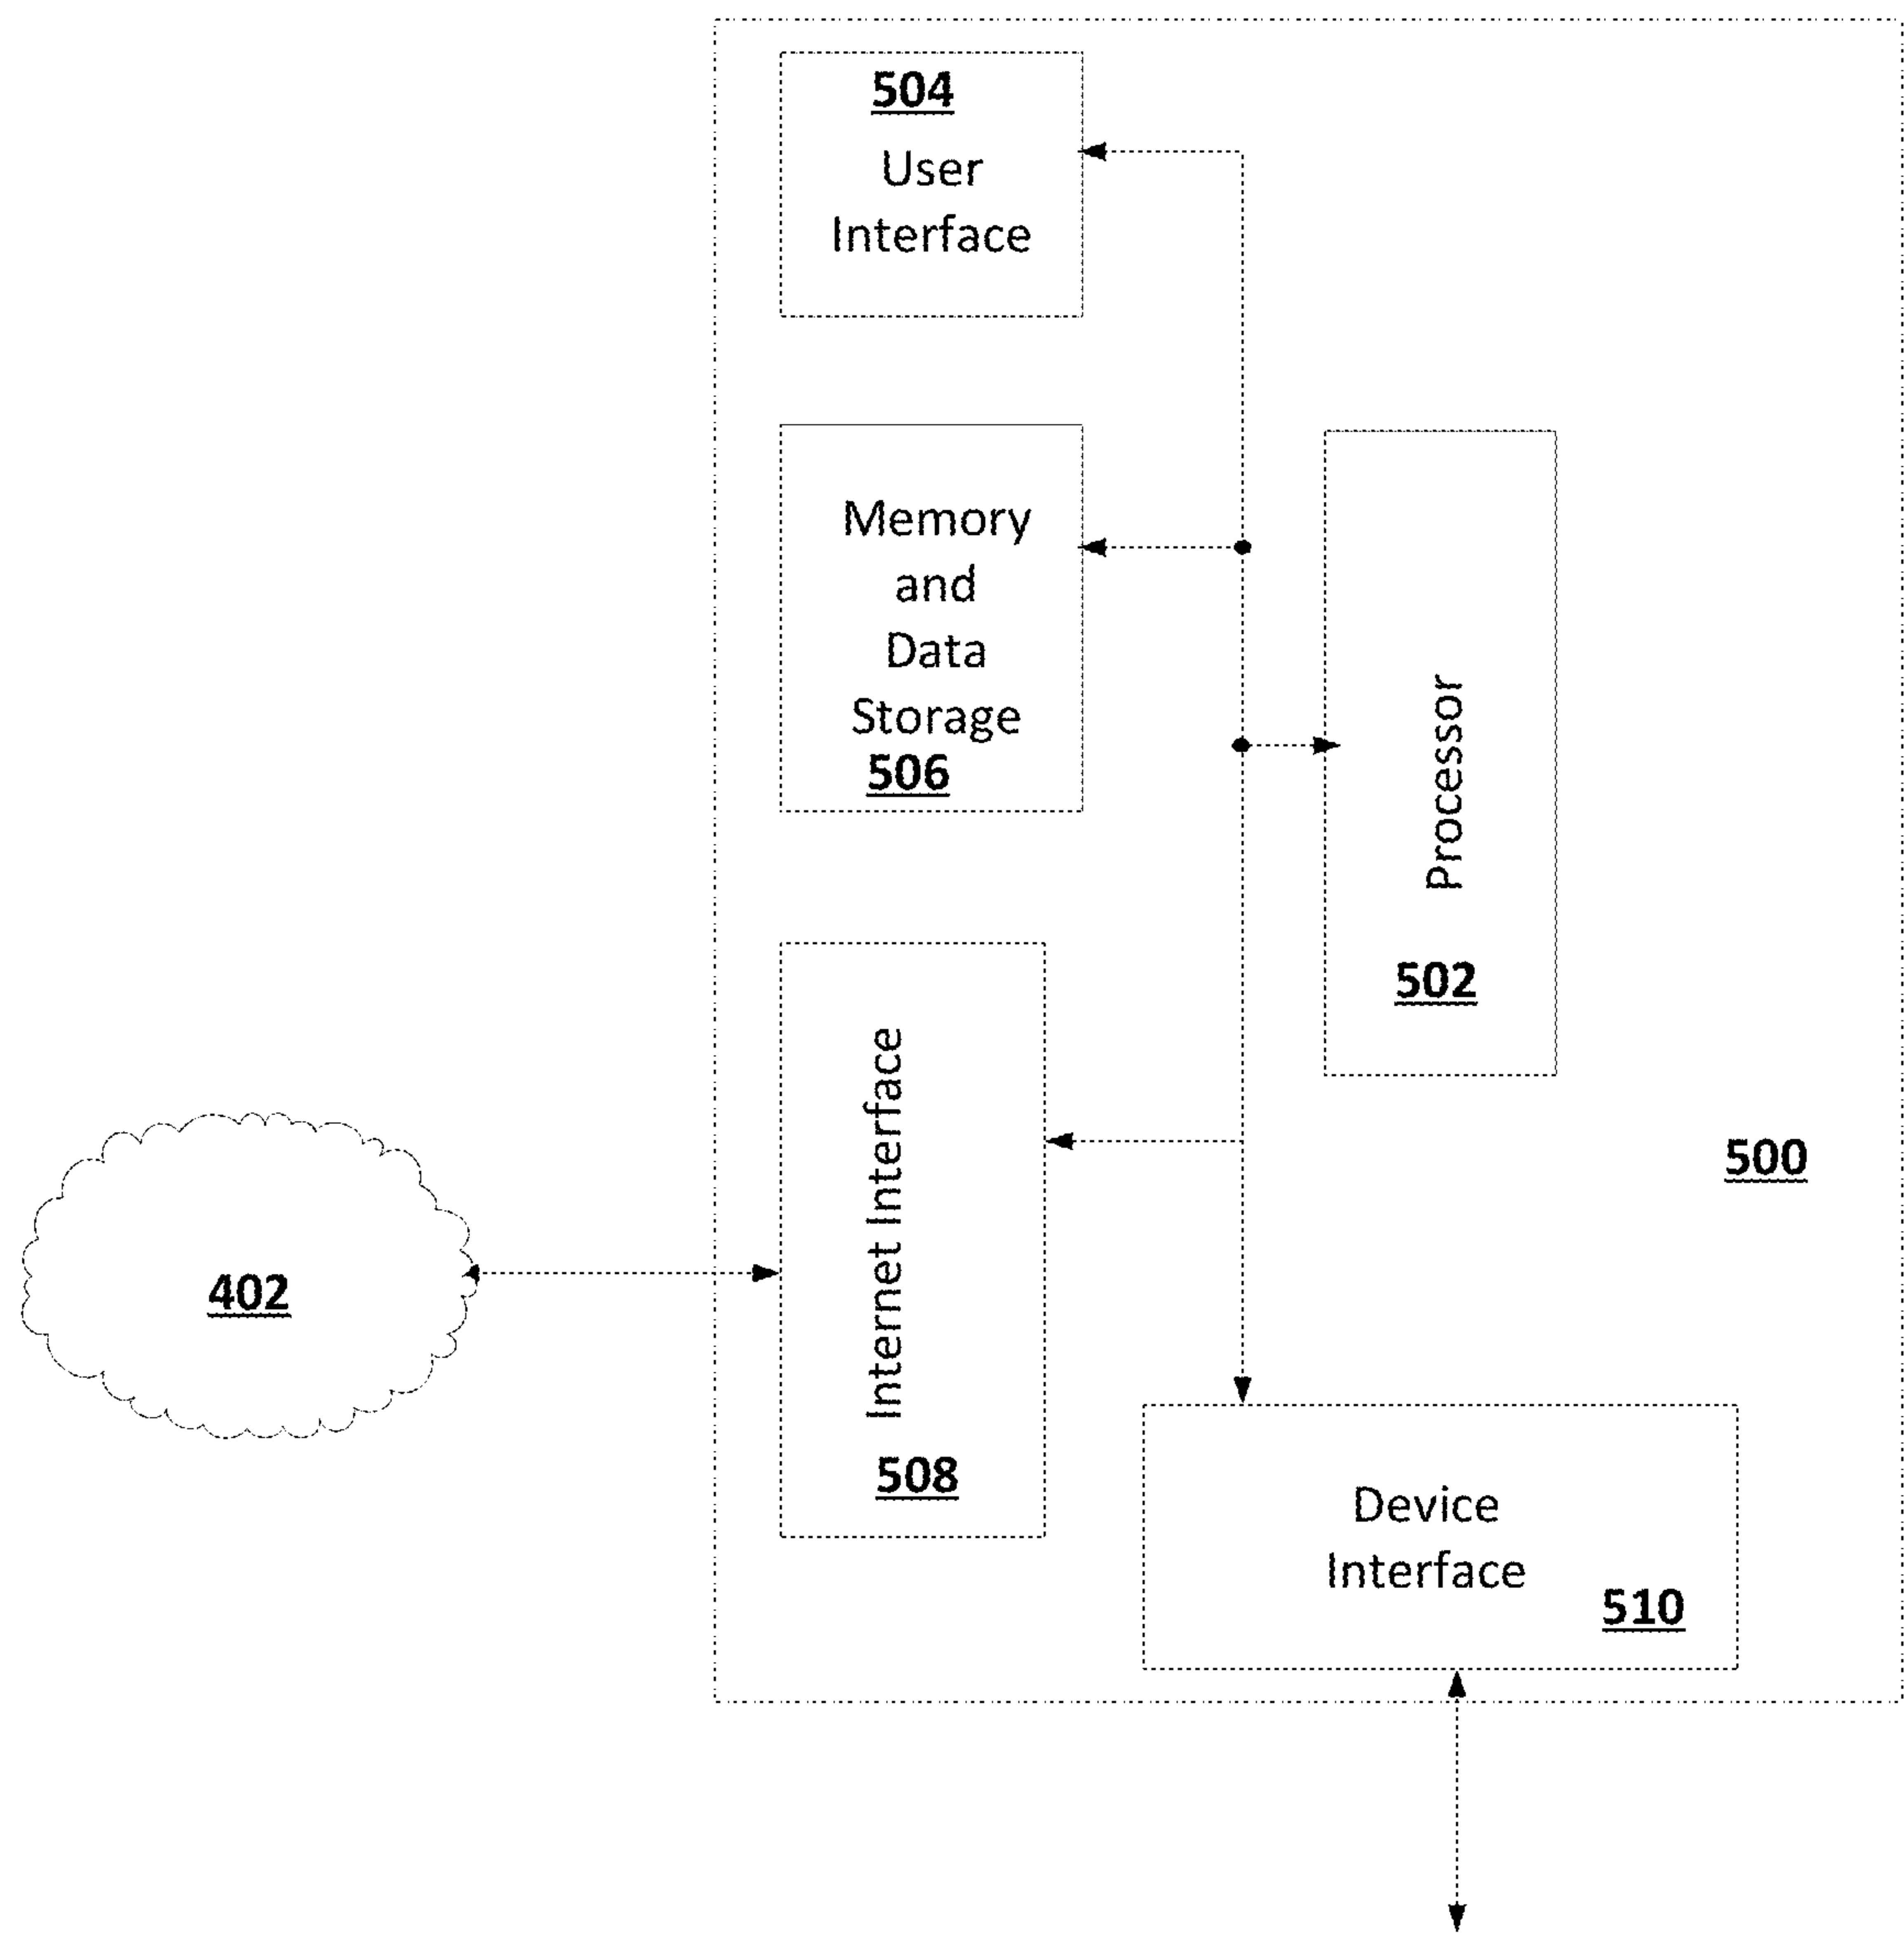 504
User
Interface
Memory
and
Data
Storage
506
Processor
502
Internet Interface
508
500
402
Device
Interface
510